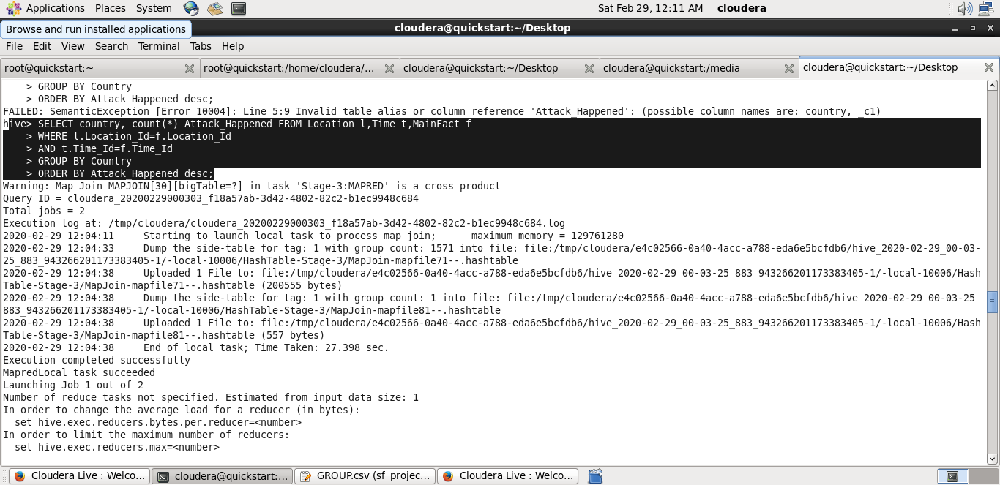 Applications Places System Sat Feb 29, 12:11 AM cloudera
Browse and run installed applications cloudera@quickstart:~/Desktop
File Edit View Search Terminal Tabs Help
root@quickstart:~ root@quickstart:/home/cloudera/... cloudera@quickstart:~/Desktop cloudera@quickstart:/media cloudera@quickstart:~/Desktop
> GROUP BY Country
> ORDER BY Attack_Happened desc;
FAILED: SemanticException [Error 10004]: Line 5:9 Invalid table alias or column reference 'Attack_Happened': (possible column names are: country, _c1)
hive> SELECT country, count(*) Attack_Happened FROM Location l,Time t,MainFact f
> WHERE l.Location_Id=f.Location_Id
> AND t.Time_Id=f.Time_Id
> GROUP BY Country
> ORDER BY Attack_Happened desc;
Warning: Map Join MAPJOIN[30][bigTable=?] in task 'Stage-3:MAPRED' is a cross product
Query ID = cloudera_20200229000303_f18a57ab-3d42-4802-82c2-b1ec9948c684
Total jobs = 2
Execution log at: /tmp/cloudera/cloudera_20200229000303_f18a57ab-3d42-4802-82c2-b1ec9948c684.log
2020-02-29 12:04:11 Starting to launch local task to process map join; maximum memory = 129761280
2020-02-29 12:04:33 Dump the side-table for tag: 1 with group count: 1571 into file: file:/tmp/cloudera/e4c02566-0a40-4acc-a788-eda6e5bcfdb6/hive_2020-02-29_00-03-
25_883_943266201173383405-1/-local-10006/HashTable-Stage-3/MapJoin-mapfile71--.hashtable
2020-02-29 12:04:38 Uploaded 1 File to: file:/tmp/cloudera/e4c02566-0a40-4acc-a788-eda6e5bcfdb6/hive_2020-02-29_00-03-25_883_943266201173383405-1/-local-10006/Hash
Table-Stage-3/MapJoin-mapfile71--.hashtable (200555 bytes)
2020-02-29 12:04:38 Dump the side-table for tag: 1 with group count: 1 into file: file:/tmp/cloudera/e4c02566-0a40-4acc-a788-eda6e5bcfdb6/hive_2020-02-29_00-03-25_
883_943266201173383405-1/-local-10006/HashTable-Stage-3/MapJoin-mapfile81--.hashtable
2020-02-29 12:04:38 Uploaded 1 File to: file:/tmp/cloudera/e4c02566-0a40-4acc-a788-eda6e5bcfdb6/hive_2020-02-29_00-03-25_883_943266201173383405-1/-local-10006/Hash
Table-Stage-3/MapJoin-mapfile81--.hashtable (557 bytes)
2020-02-29 12:04:38 End of local task; Time Taken: 27.398 sec.
Execution completed successfully
MapredLocal task succeeded
Launching Job 1 out of 2
Number of reduce tasks not specified. Estimated from input data size: 1
In order to change the average load for a reducer (in bytes):
set hive.exec.reducers.bytes.per.reducer=<number>
In order to limit the maximum number of reducers:
set hive.exec.reducers.max=<number>
Cloudera Live : Welco... cloudera@quickstart:... GROUP.csv (sf_projec... Cloudera Live : Welco...